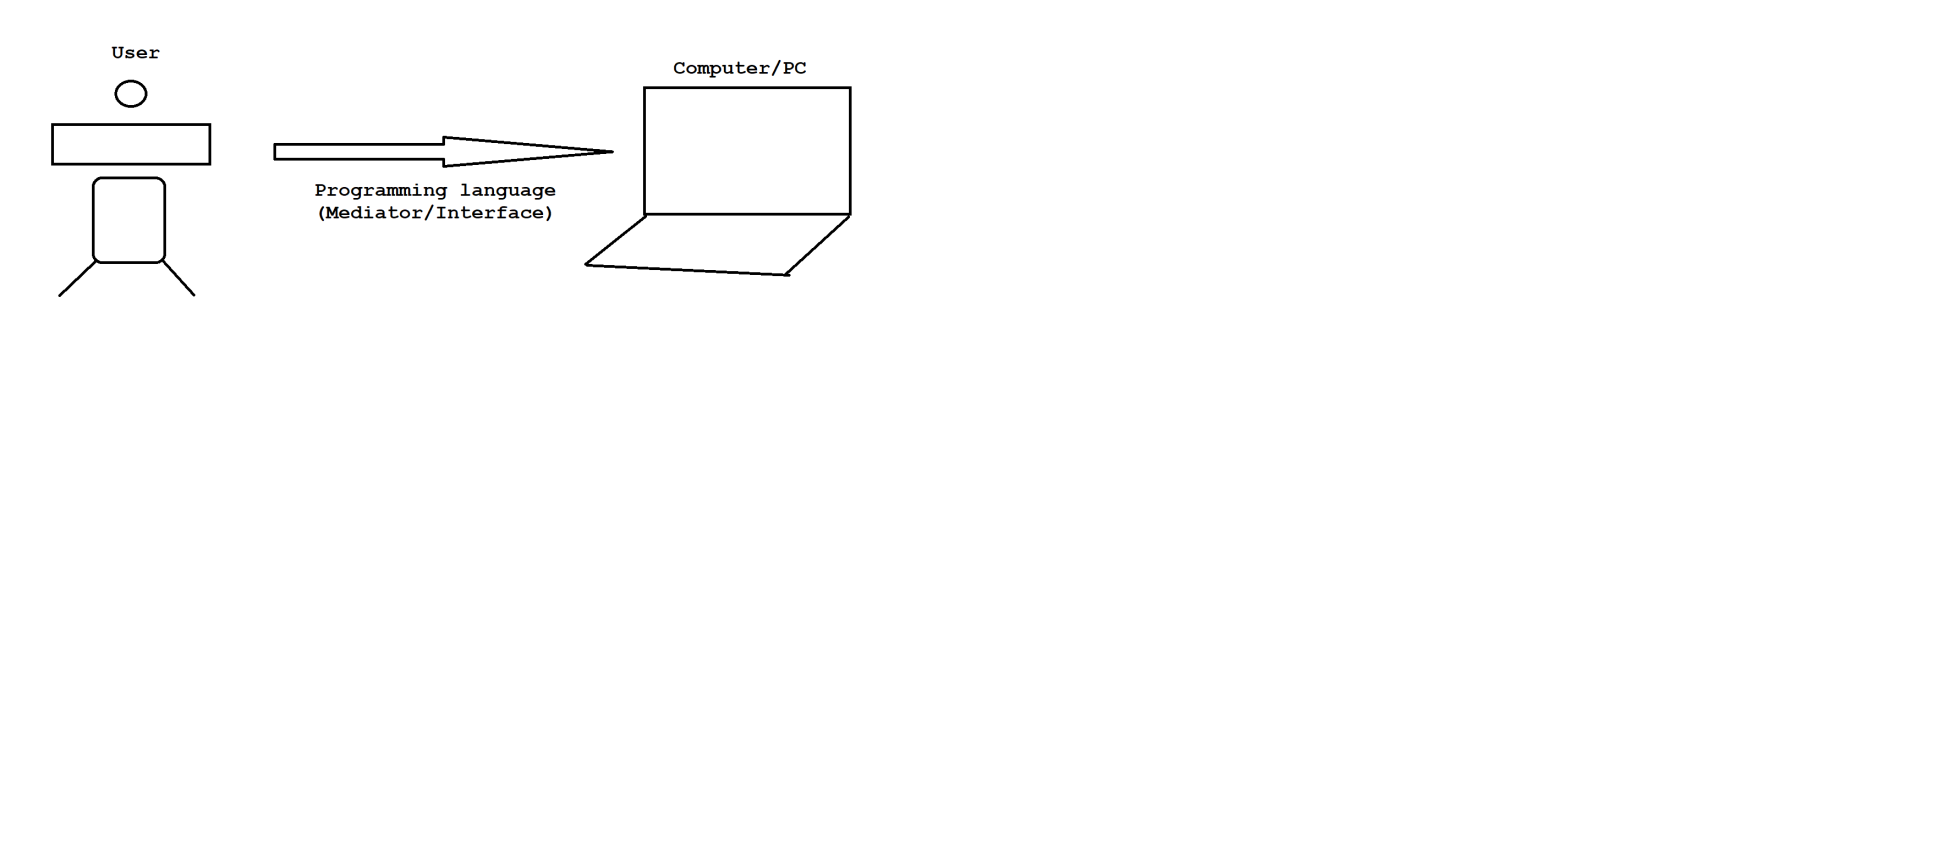 User
Computer/PC
Programming language
(Mediator/Interface)